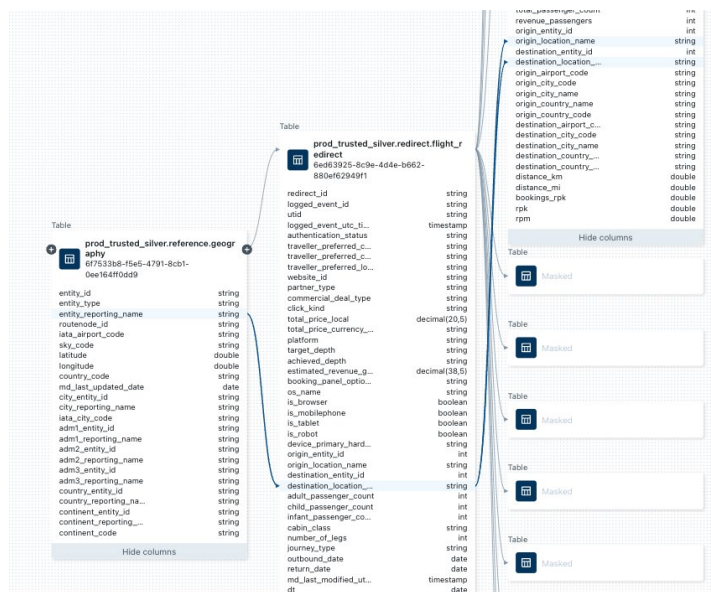 Table
prod_trusted_silver.reference.geogr
aphy
6f7533b8-f5e5-4791-8cb1-
0ee164ff0dd9
entity_id string
entity_type string
entity_reporting_name string
routenode_id string
iata_airport_code string
sky_code string
latitude double
longitude double
country_code string
md_last_updated_date date
city_entity_id string
city_reporting_name string
iata_city_code string
adm1_entity_id string
adm1_reporting_name string
adm2_entity_id string
adm2_reporting_name string
adm3_entity_id string
adm3_reporting_name string
country_entity_id string
country_reporting_na... string
continent_entity_id string
continent_reporting_... string
continent_code string
Hide columns
Table
prod_trusted_silver.redirect.flight_r
edirect
6ed63925-8c9e-4d4e-b662-
880ef62949f1
redirect_id string
logged_event_id string
utid string
logged_event_utc_ti... timestamp
authentication_status string
traveller_preferred_c... string
traveller_preferred_c... string
traveller_preferred_lo... string
website_id string
partner_type string
commercial_deal_type string
click_kind string
total_price_local decimal(20,5)
total_price_currency_... string
platform string
target_depth string
achieved_depth string
estimated_revenue_g... decimal(38,5)
booking_panel_optio... string
os_name string
is_browser boolean
is_mobilephone boolean
is_tablet boolean
is_robot boolean
device_primary_hard... string
origin_entity_id int
origin_location_name string
destination_entity_id int
destination_location_... string
adult_passenger_count int
child_passenger_count int
infant_passenger_co... int
cabin_class string
number_of_legs int
journey_type string
outbound_date date
return_date date
md_last_modified_ut... timestamp
dt date
total_passenger_count int
revenue_passengers int
origin_entity_id int
origin_location_name string
destination_entity_id int
destination_location_... string
origin_airport_code string
origin_city_code string
origin_city_name string
origin_country_name string
origin_country_code string
destination_airport_c... string
destination_city_code string
destination_city_name string
destination_country_... string
destination_country_... string
distance_km double
distance_mi double
bookings_rpk double
rpk double
rpm double
Hide columns
Table
Masked
Table
Masked
Table
Masked
Table
Masked
Table
Masked